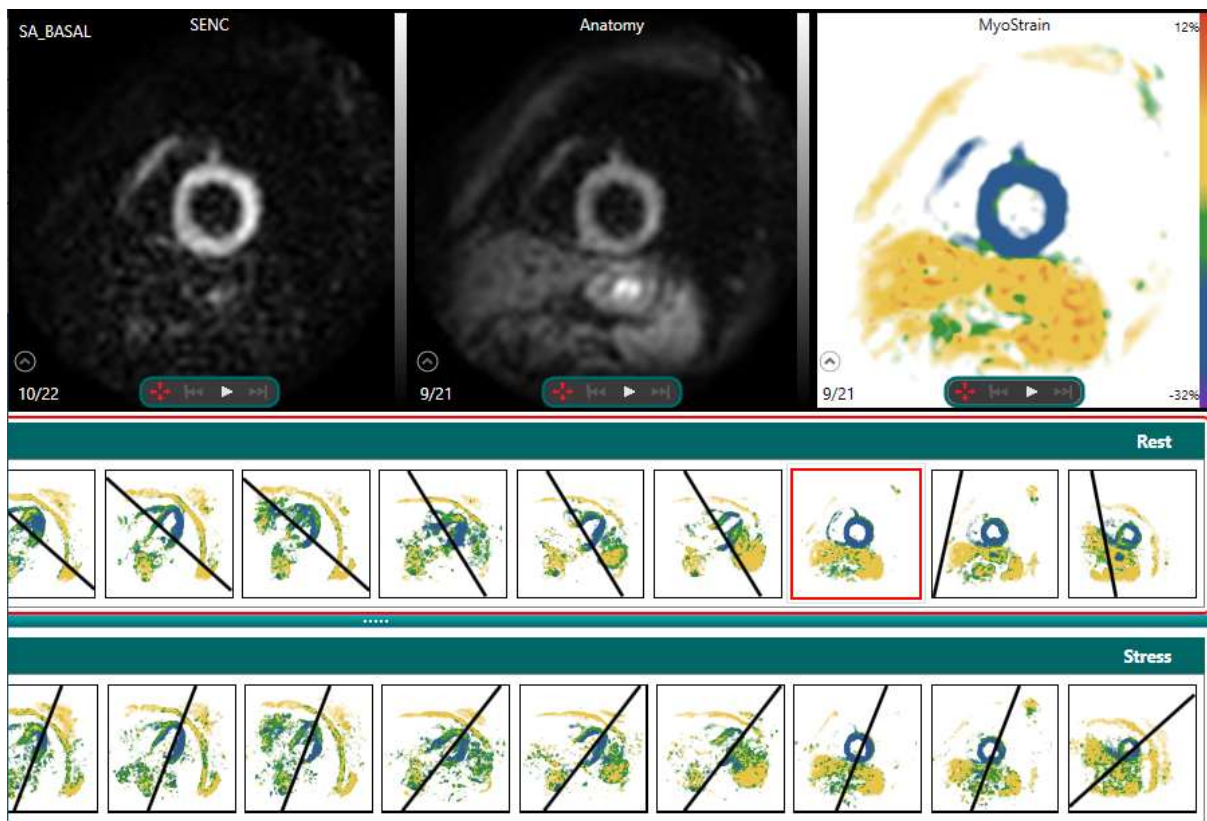 SA_BASAL
SENC
Anatomy
MyoStrain
12%
10/22
9/21
9/21
-32%
Rest
Stress